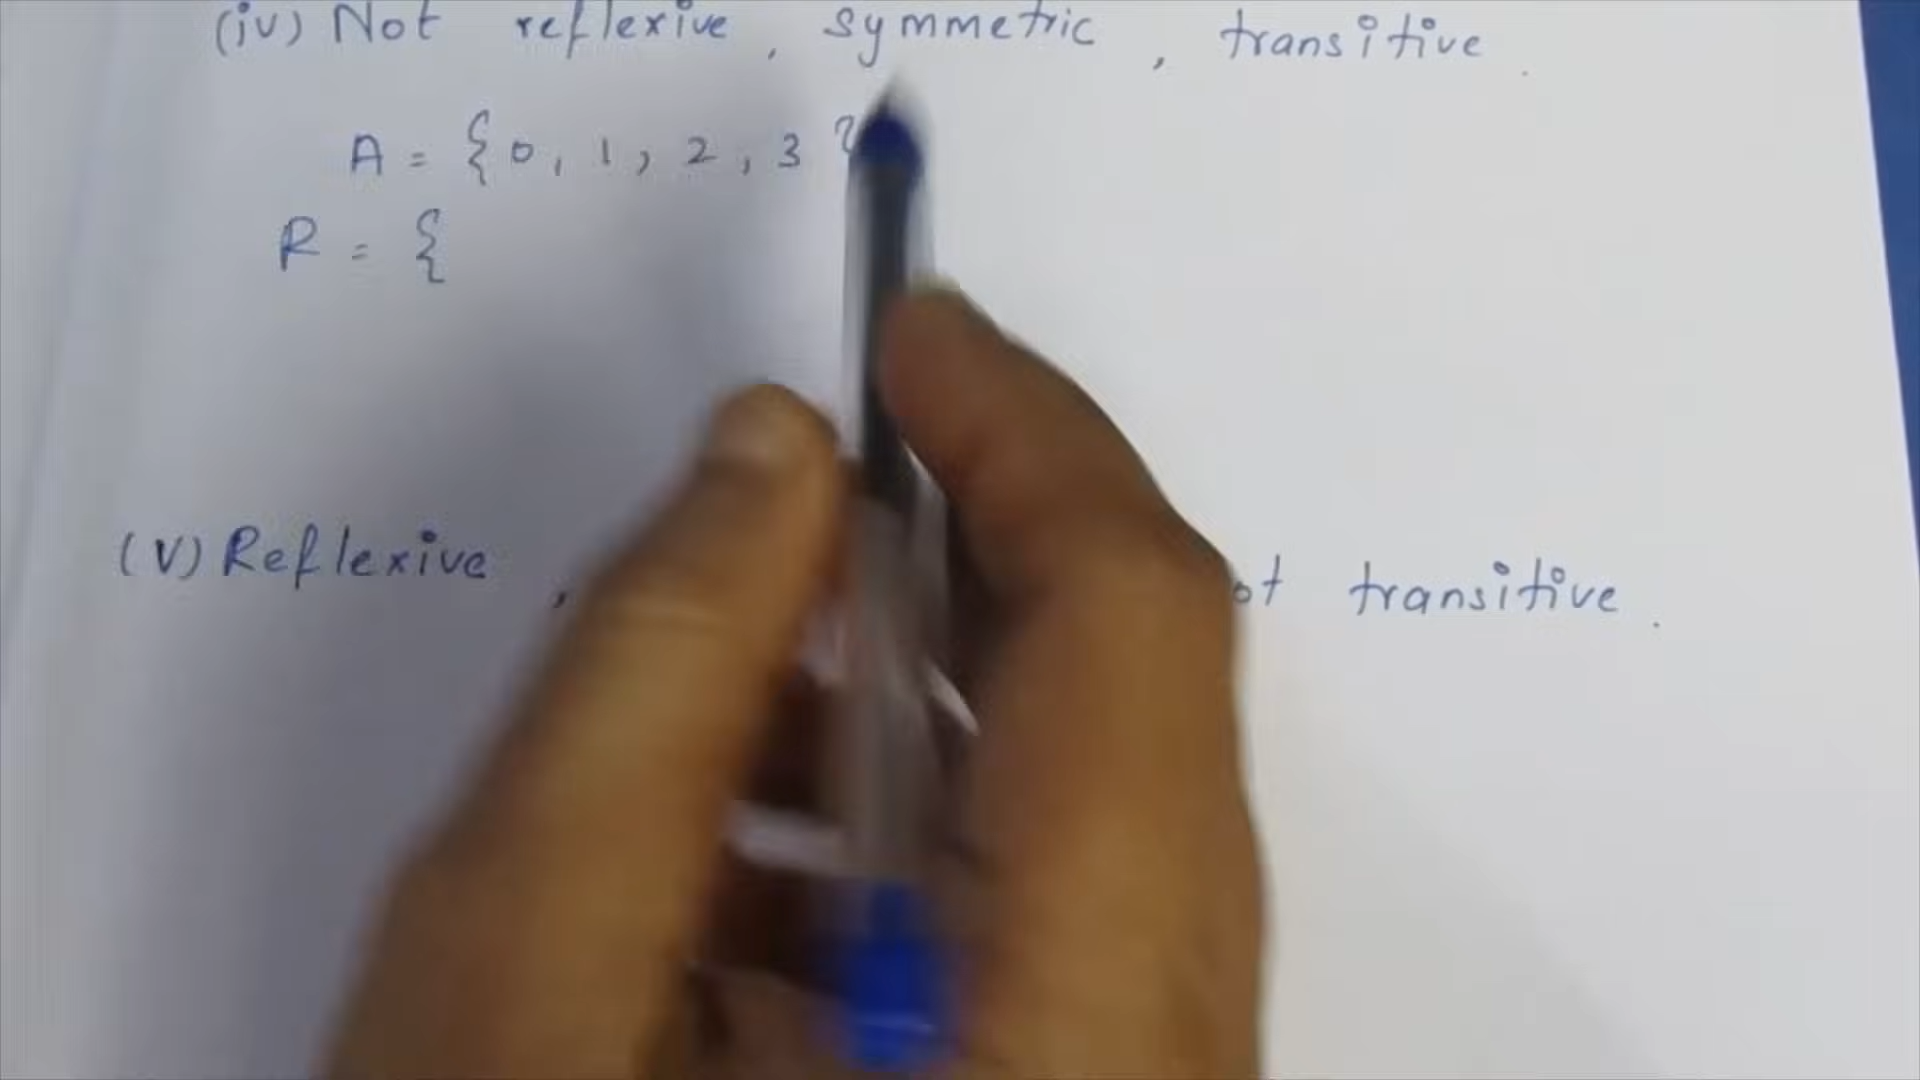 (iv) Not reflexive, symmetric, transitive.
A = {0, 1, 2, 3
R = {
(v) Reflexive, transitive.